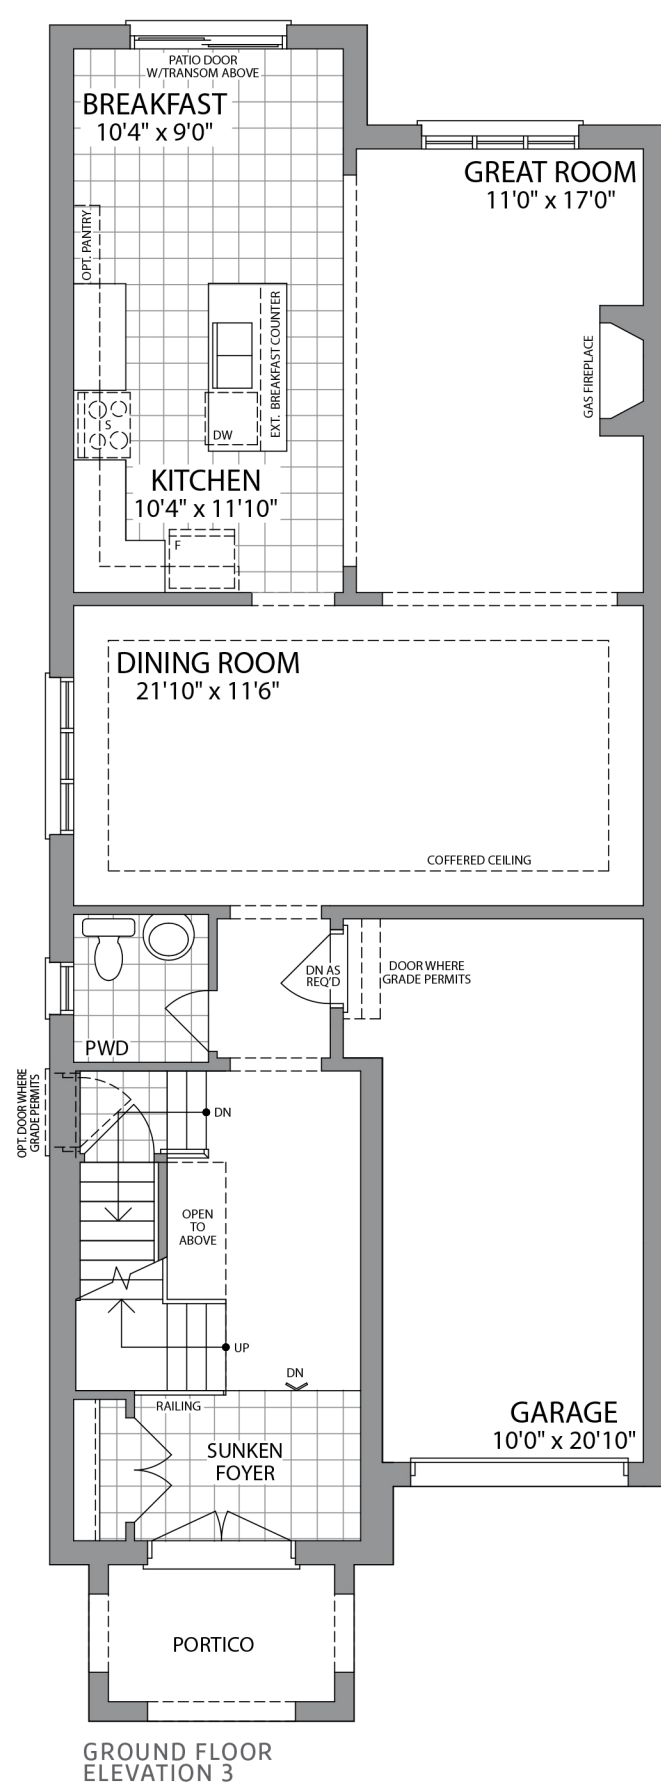 PATIO DOOR
W/TRANSOM ABOVE
BREAKFAST
10'4" x 9'0"
GREAT ROOM
11'0" x 17'0"
OPT. PANTRY
EXT. BREAKFAST COUNTER
GAS FIREPLACE
S
DW
KITCHEN
10'4" x 11'10"
F
DINING ROOM
21'10" x 11'6"
COFFERED CEILING
DN AS
REQ'D
DOOR WHERE
GRADE PERMITS
PWD
OPT. DOOR WHERE
GRADE PERMITS
DN
OPEN
TO
ABOVE
UP
DN
RAILING
GARAGE
10'0" x 20'10"
SUNKEN
FOYER
PORTICO
GROUND FLOOR
ELEVATION 3